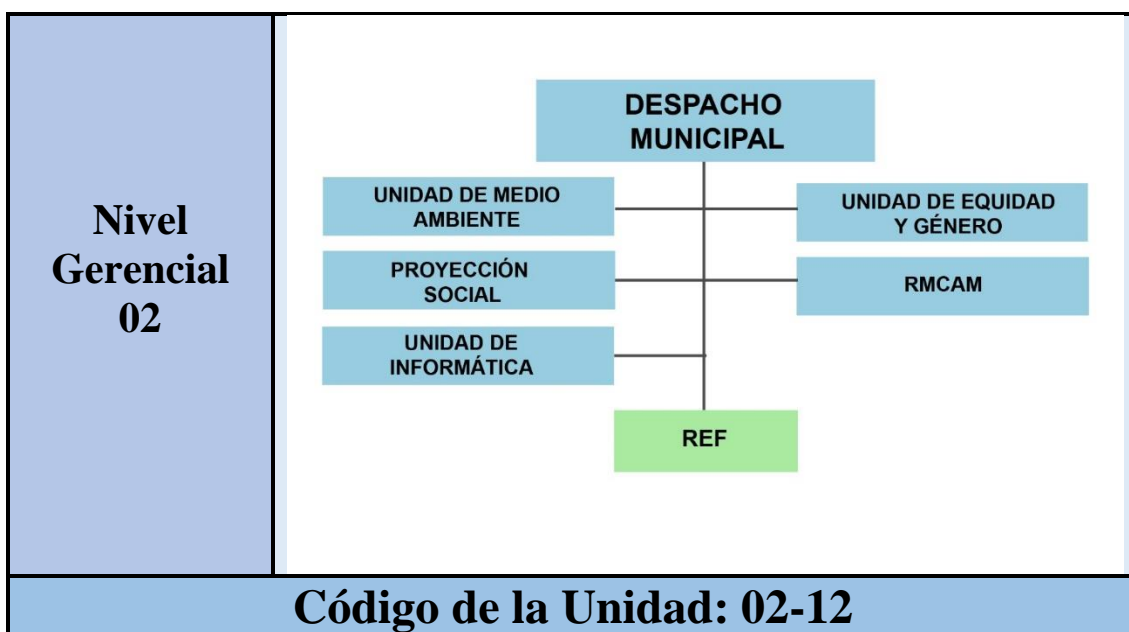 Nivel
Gerencial
02
DESPACHO
MUNICIPAL
UNIDAD DE MEDIO
AMBIENTE
UNIDAD DE EQUIDAD
Y GÉNERO
PROYECCIÓN
SOCIAL
RMCAM
UNIDAD DE
INFORMÁTICA
REF
Código de la Unidad: 02-12